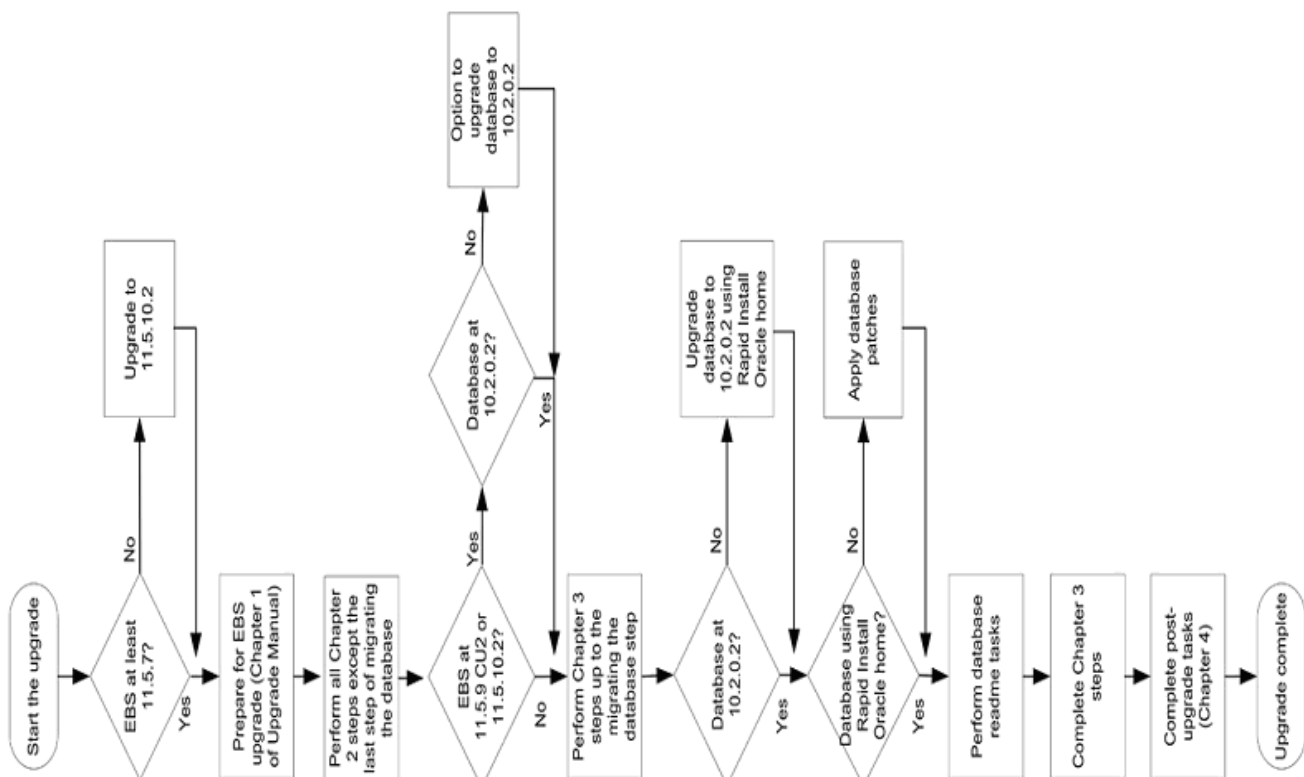 Start the upgrade
EBS at least
11.5.7?
No
Upgrade to
11.5.10.2
Yes
Prepare for EBS
upgrade (Chapter 1
of Upgrade Manual)
Perform all Chapter
2 steps except the
last step of migrating
the database
EBS at
11.5.9 CU2 or
11.5.10.2?
Yes
Database at
10.2.0.2?
No
Option to
upgrade
database to
10.2.0.2
Yes
No
Perform Chapter 3
steps up to the
migrating the
database step
Database at
10.2.0.2?
No
Upgrade
database to
10.2.0.2 using
Rapid Install
Oracle home
Yes
Database using
Rapid Install
Oracle home?
No
Apply database
patches
Yes
Perform database
readme tasks
Complete Chapter 3
steps
Complete post-
upgrade tasks
(Chapter 4)
Upgrade complete